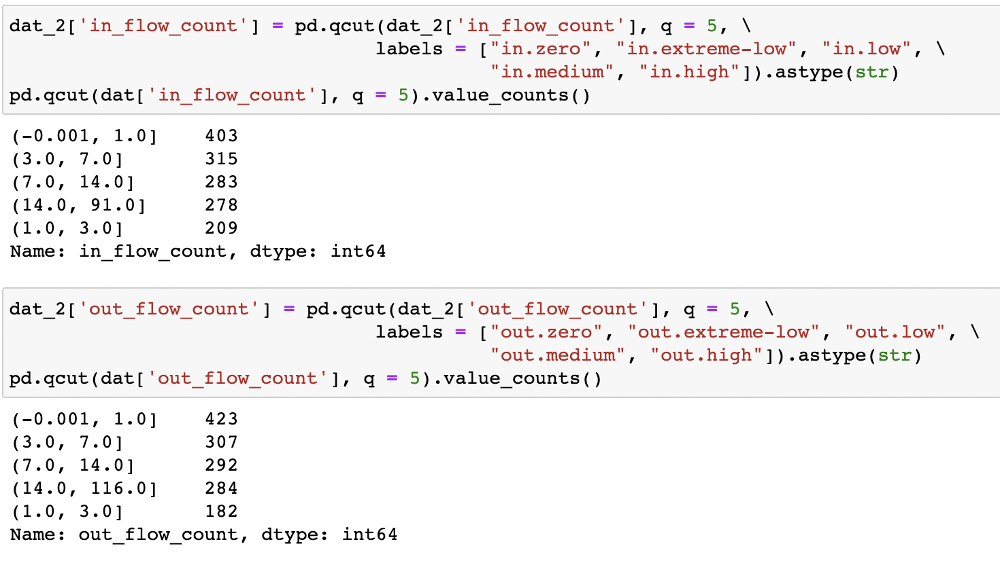 dat_2['in_flow_count'] = pd.qcut(dat_2['in_flow_count'], q = 5, \
labels = ["in.zero", "in.extreme-low", "in.low", \
"in.medium", "in.high"]).astype(str)
pd.qcut(dat['in_flow_count'], q = 5).value_counts()
(-0.001, 1.0]    403
(3.0, 7.0]       315
(7.0, 14.0]      283
(14.0, 91.0]     278
(1.0, 3.0]       209
Name: in_flow_count, dtype: int64
dat_2['out_flow_count'] = pd.qcut(dat_2['out_flow_count'], q = 5, \
labels = ["out.zero", "out.extreme-low", "out.low", \
"out.medium", "out.high"]).astype(str)
pd.qcut(dat['out_flow_count'], q = 5).value_counts()
(-0.001, 1.0]    423
(3.0, 7.0]       307
(7.0, 14.0]      292
(14.0, 116.0]    284
(1.0, 3.0]       182
Name: out_flow_count, dtype: int64